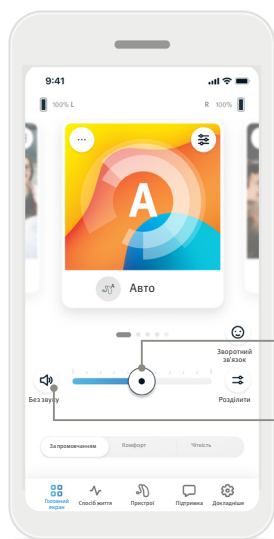 9:41
100% L
R 100%
A
Авто
Зворотний
зв'язок
Без звуку
Розділити
За промовчанням
Комфорт
Чіткість
Головний
екран
Спосіб життя
Пристрої
Підтримка
Докладніше